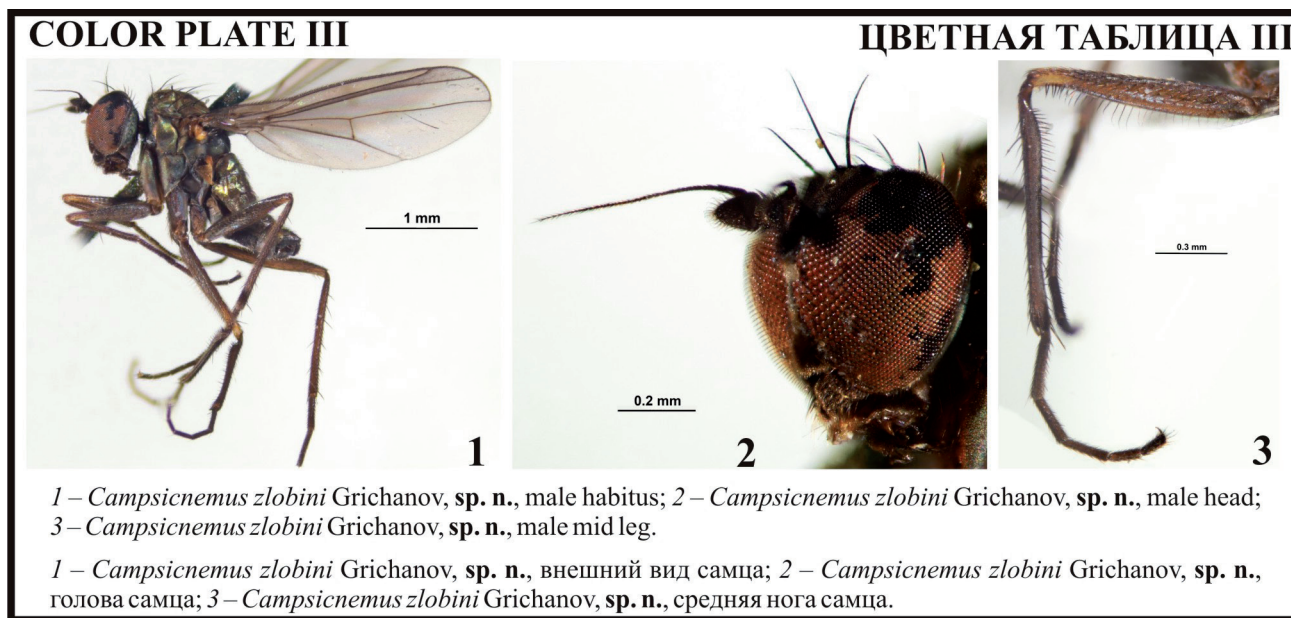 COLOR PLATE III
ЦВЕТНАЯ ТАБЛИЦА III
1 mm
1
0.2 mm
2
0.3 mm
3
1 – Campsicnemus zlobini Grichanov, sp. n., male habitus; 2 – Campsicnemus zlobini Grichanov, sp. n., male head;
3 – Campsicnemus zlobini Grichanov, sp. n., male mid leg.
1 – Campsicnemus zlobini Grichanov, sp. n., внешний вид самца; 2 – Campsicnemus zlobini Grichanov, sp. n.,
голова самца; 3 – Campsicnemus zlobini Grichanov, sp. n., средняя нога самца.